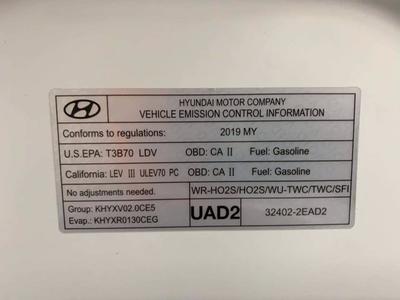 HYUNDAI MOTOR COMPANY
VEHICLE EMISSION CONTROL INFORMATION
Conforms to regulations: 2019 MY
U.S.EPA: T3B70 LDV OBD: CA II Fuel: Gasoline
California: LEV III ULEV70 PC OBD: CA II Fuel: Gasoline
No adjustments needed. WR-HO2S/HO2S/WU-TWC/TWC/SFI
Group: KHYXV02.0CE5 UAD2 32402-2EAD2
Evap.: KHYXR0130CEG